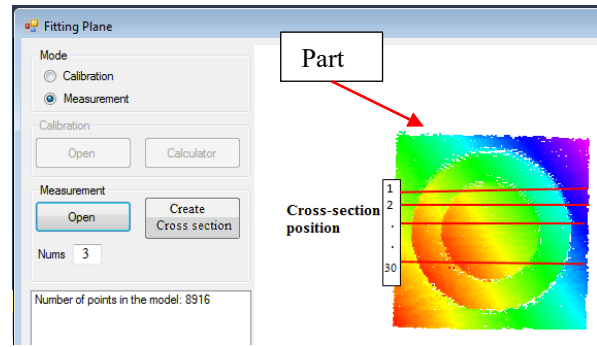 Fitting Plane
Mode
Calibration
Measurement
Calibration
Open
Calculator
Measurement
Open
Create
Cross section
Nums 3
Number of points in the model: 8916
Part
Cross-section
position
1
2
.
.
30